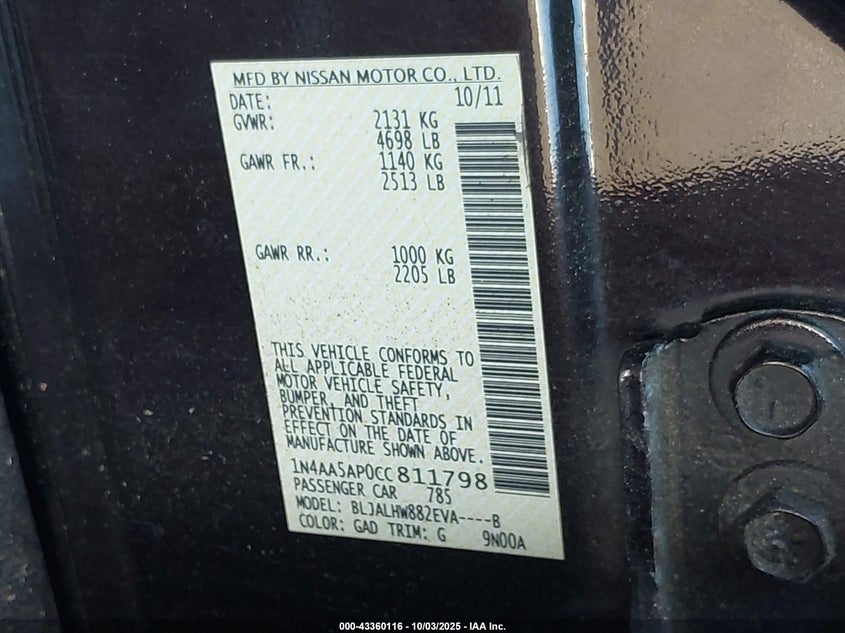 MFD BY NISSAN MOTOR CO., LTD.
DATE: 10/11
GVWR: 2131 KG
4698 LB
GAWR FR.: 1140 KG
2513 LB
GAWR RR.: 1000 KG
2205 LB
THIS VEHICLE CONFORMS TO
ALL APPLICABLE FEDERAL
MOTOR VEHICLE SAFETY,
BUMPER, AND THEFT
PREVENTION STANDARDS IN
EFFECT ON THE DATE OF
MANUFACTURE SHOWN ABOVE.
1N4AA5AP0CC811798
PASSENGER CAR 785
MODEL: BLJALHW882EVA----B
COLOR: GAD TRIM: G 9N00A
000-43360116 - 10/03/2025 - IAA Inc.